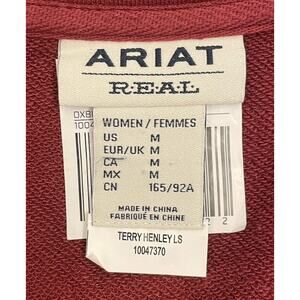 ARIAT
REAL
WOMEN / FEMMES
US M
EUR/UK M
CA M
MX M
CN 165/92A
MADE IN CHINA
FABRIQUÉ EN CHINE
TERRY HENLEY LS
10047370